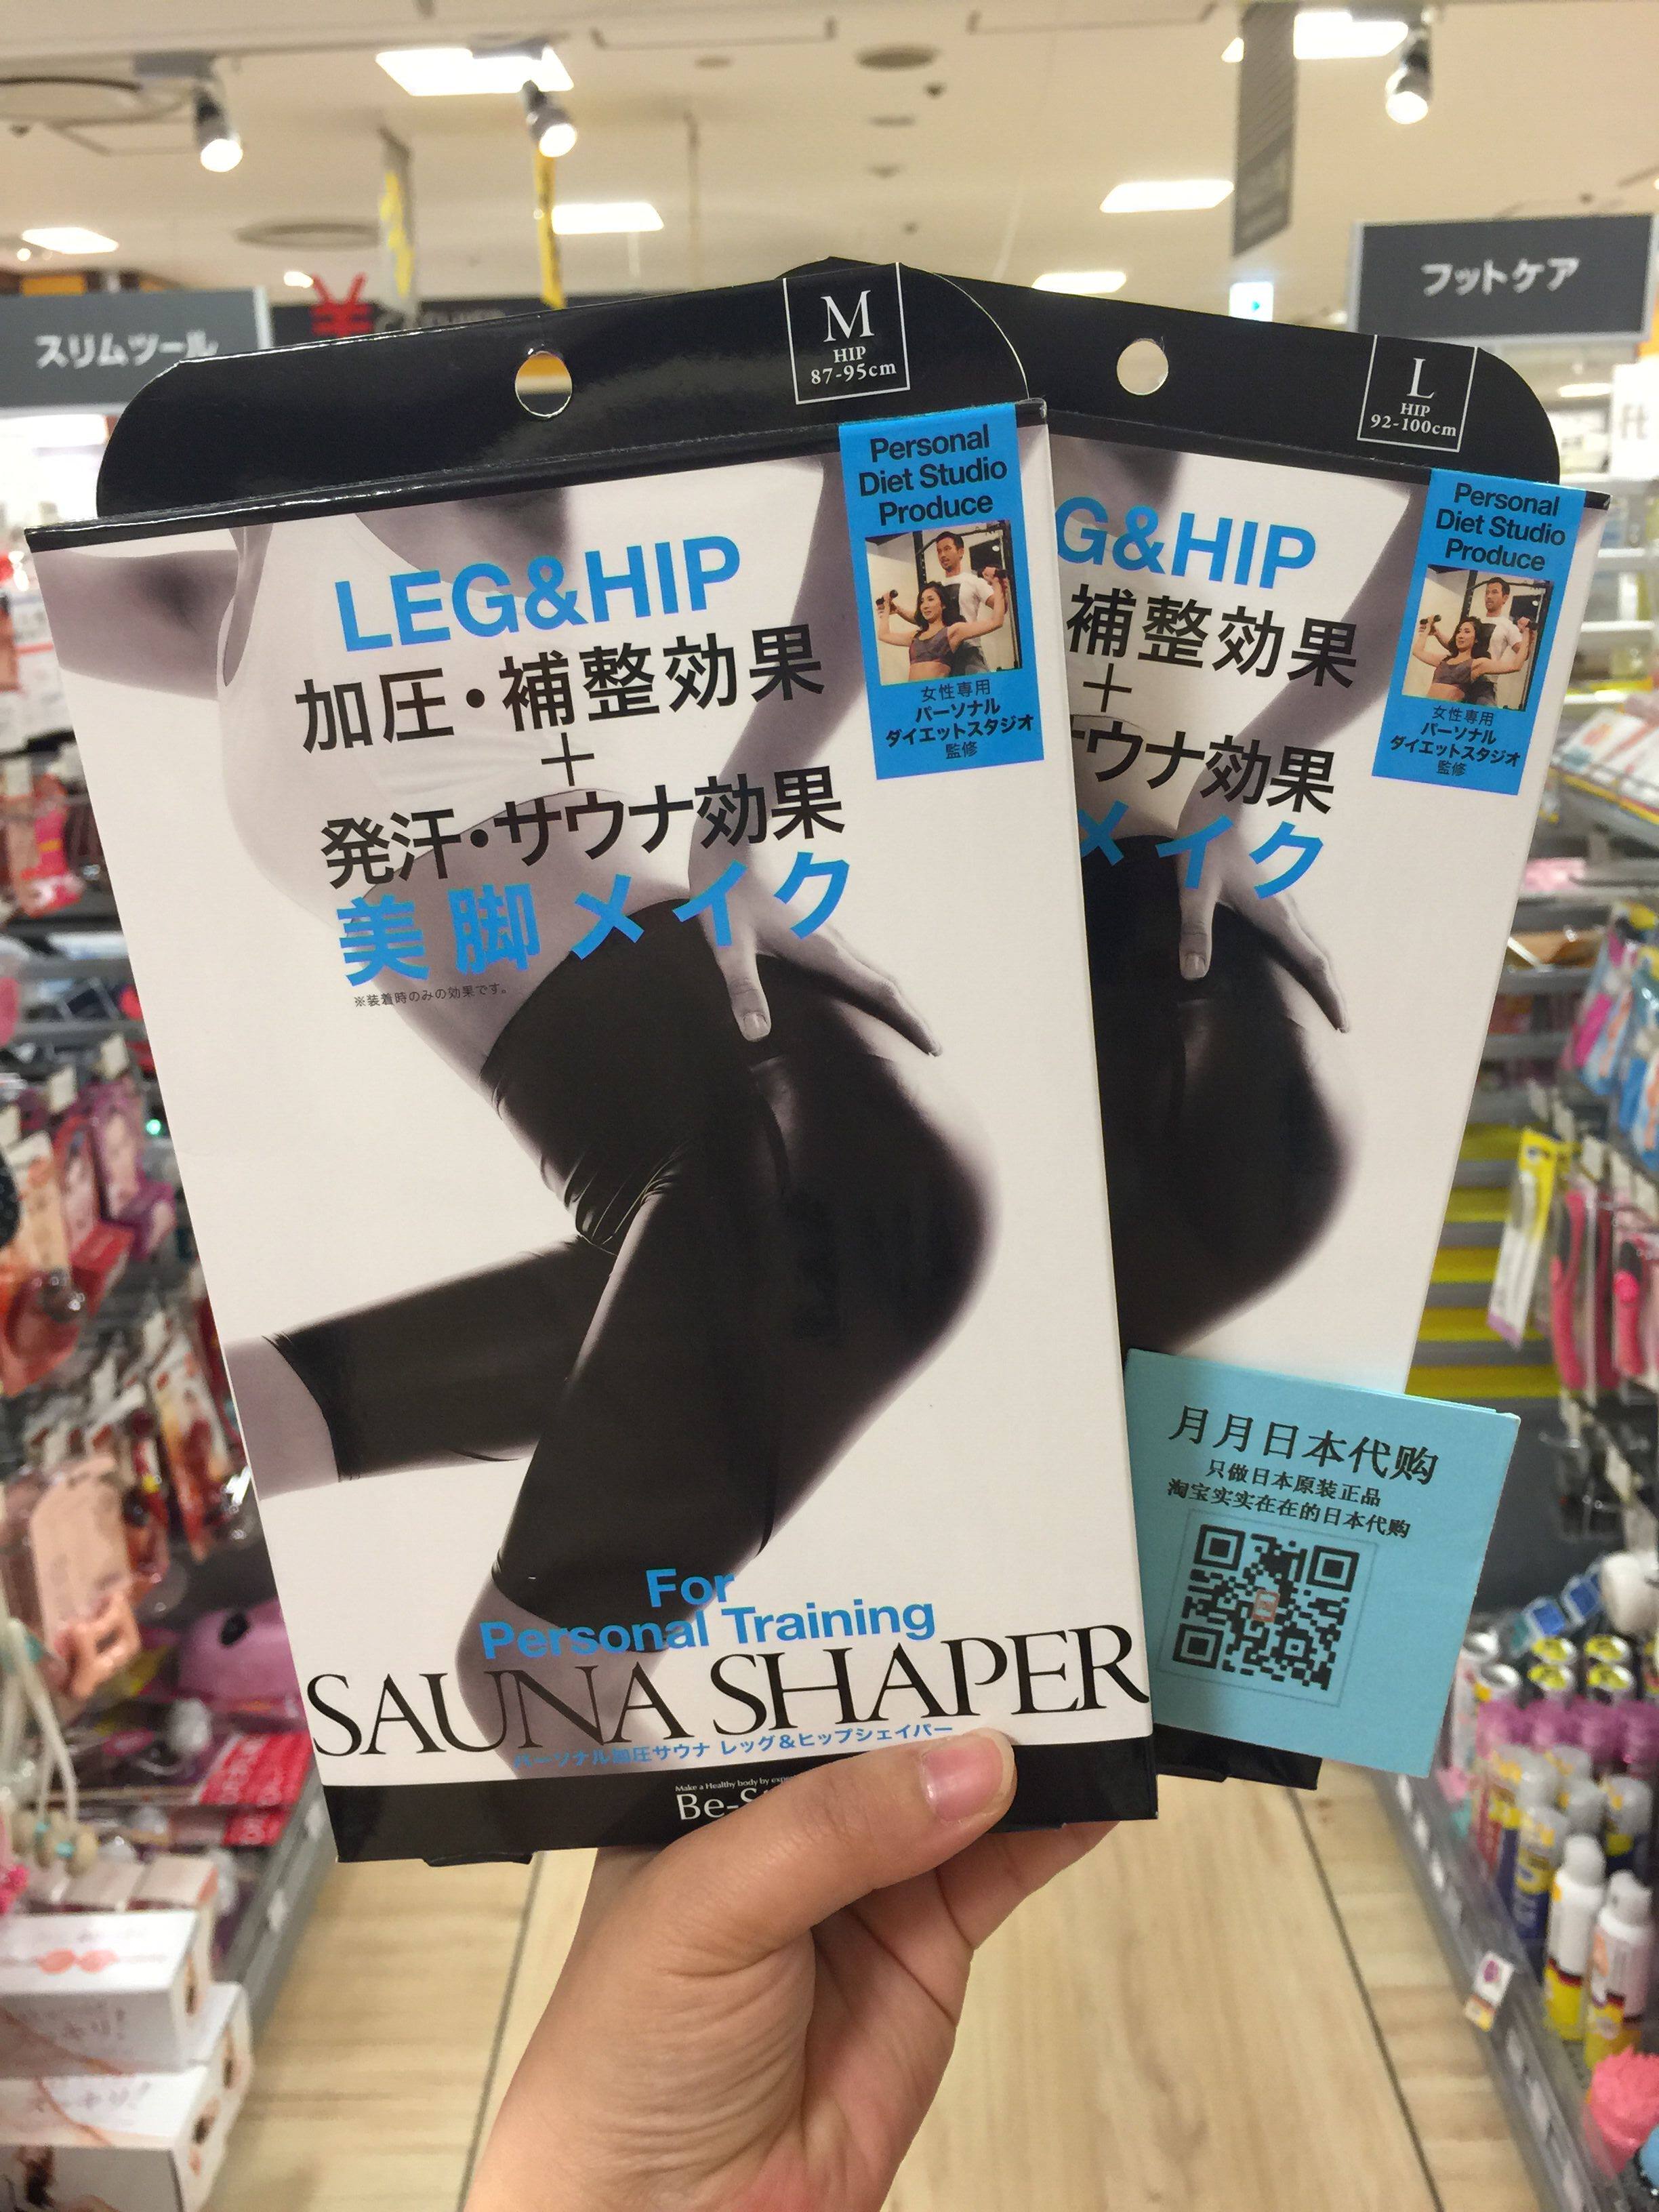 スリムツール
フットケア
M
HIP
87-95cm
Personal
Diet Studio
Produce
女性専用
パーソナル
ダイエットスタジオ
監修
LEG&HIP
加圧・補整効果
+
発汗・サウナ効果
美脚メイク
※装着時のみの効果です。
For
Personal Training
SAUNA SHAPER
パーソナル加圧サウナ レッグ&ヒップシェイパー
Make a Healthy body by
Be-S
L
HIP
92-100cm
Personal
Diet Studio
Produce
女性専用
パーソナル
ダイエットスタジオ
監修
G&HIP
補整効果
+
サウナ効果
メイク
月月日本代购
只做日本原装正品
淘宝实实在在的日本代购